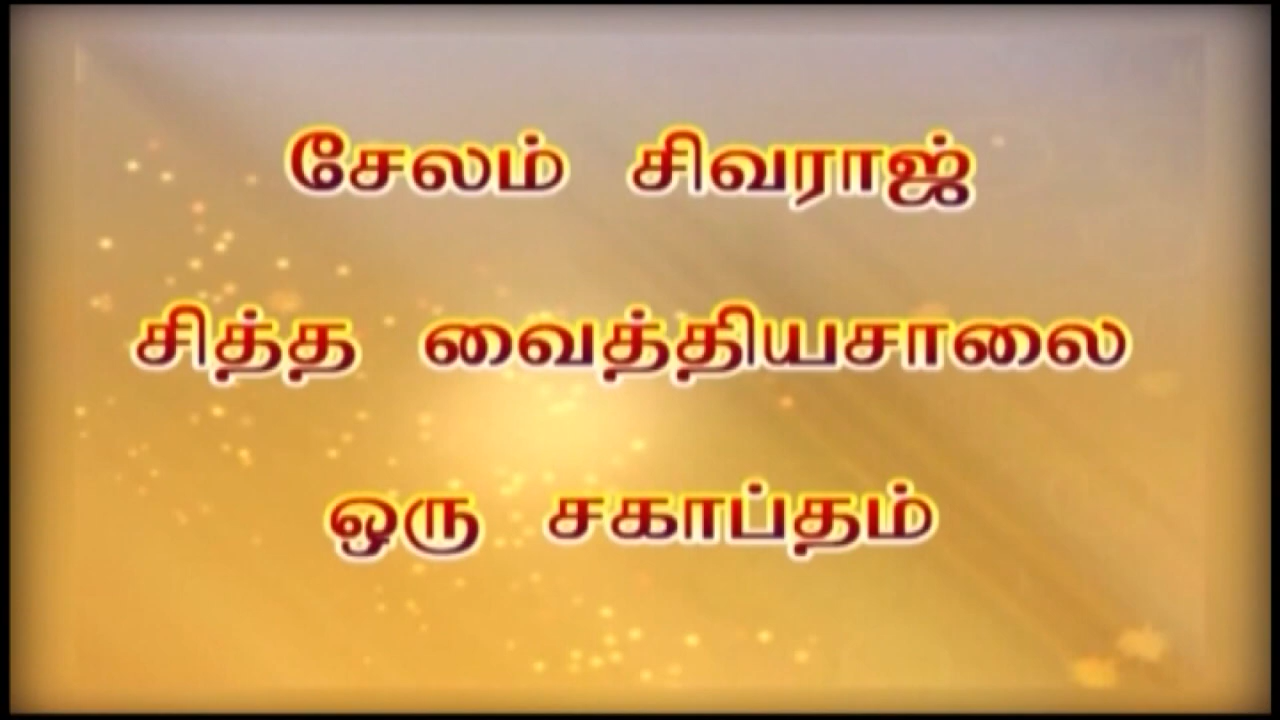 சேலம் சிவராஜ்
சித்த வைத்தியசாலை
ஒரு சகாப்தம்